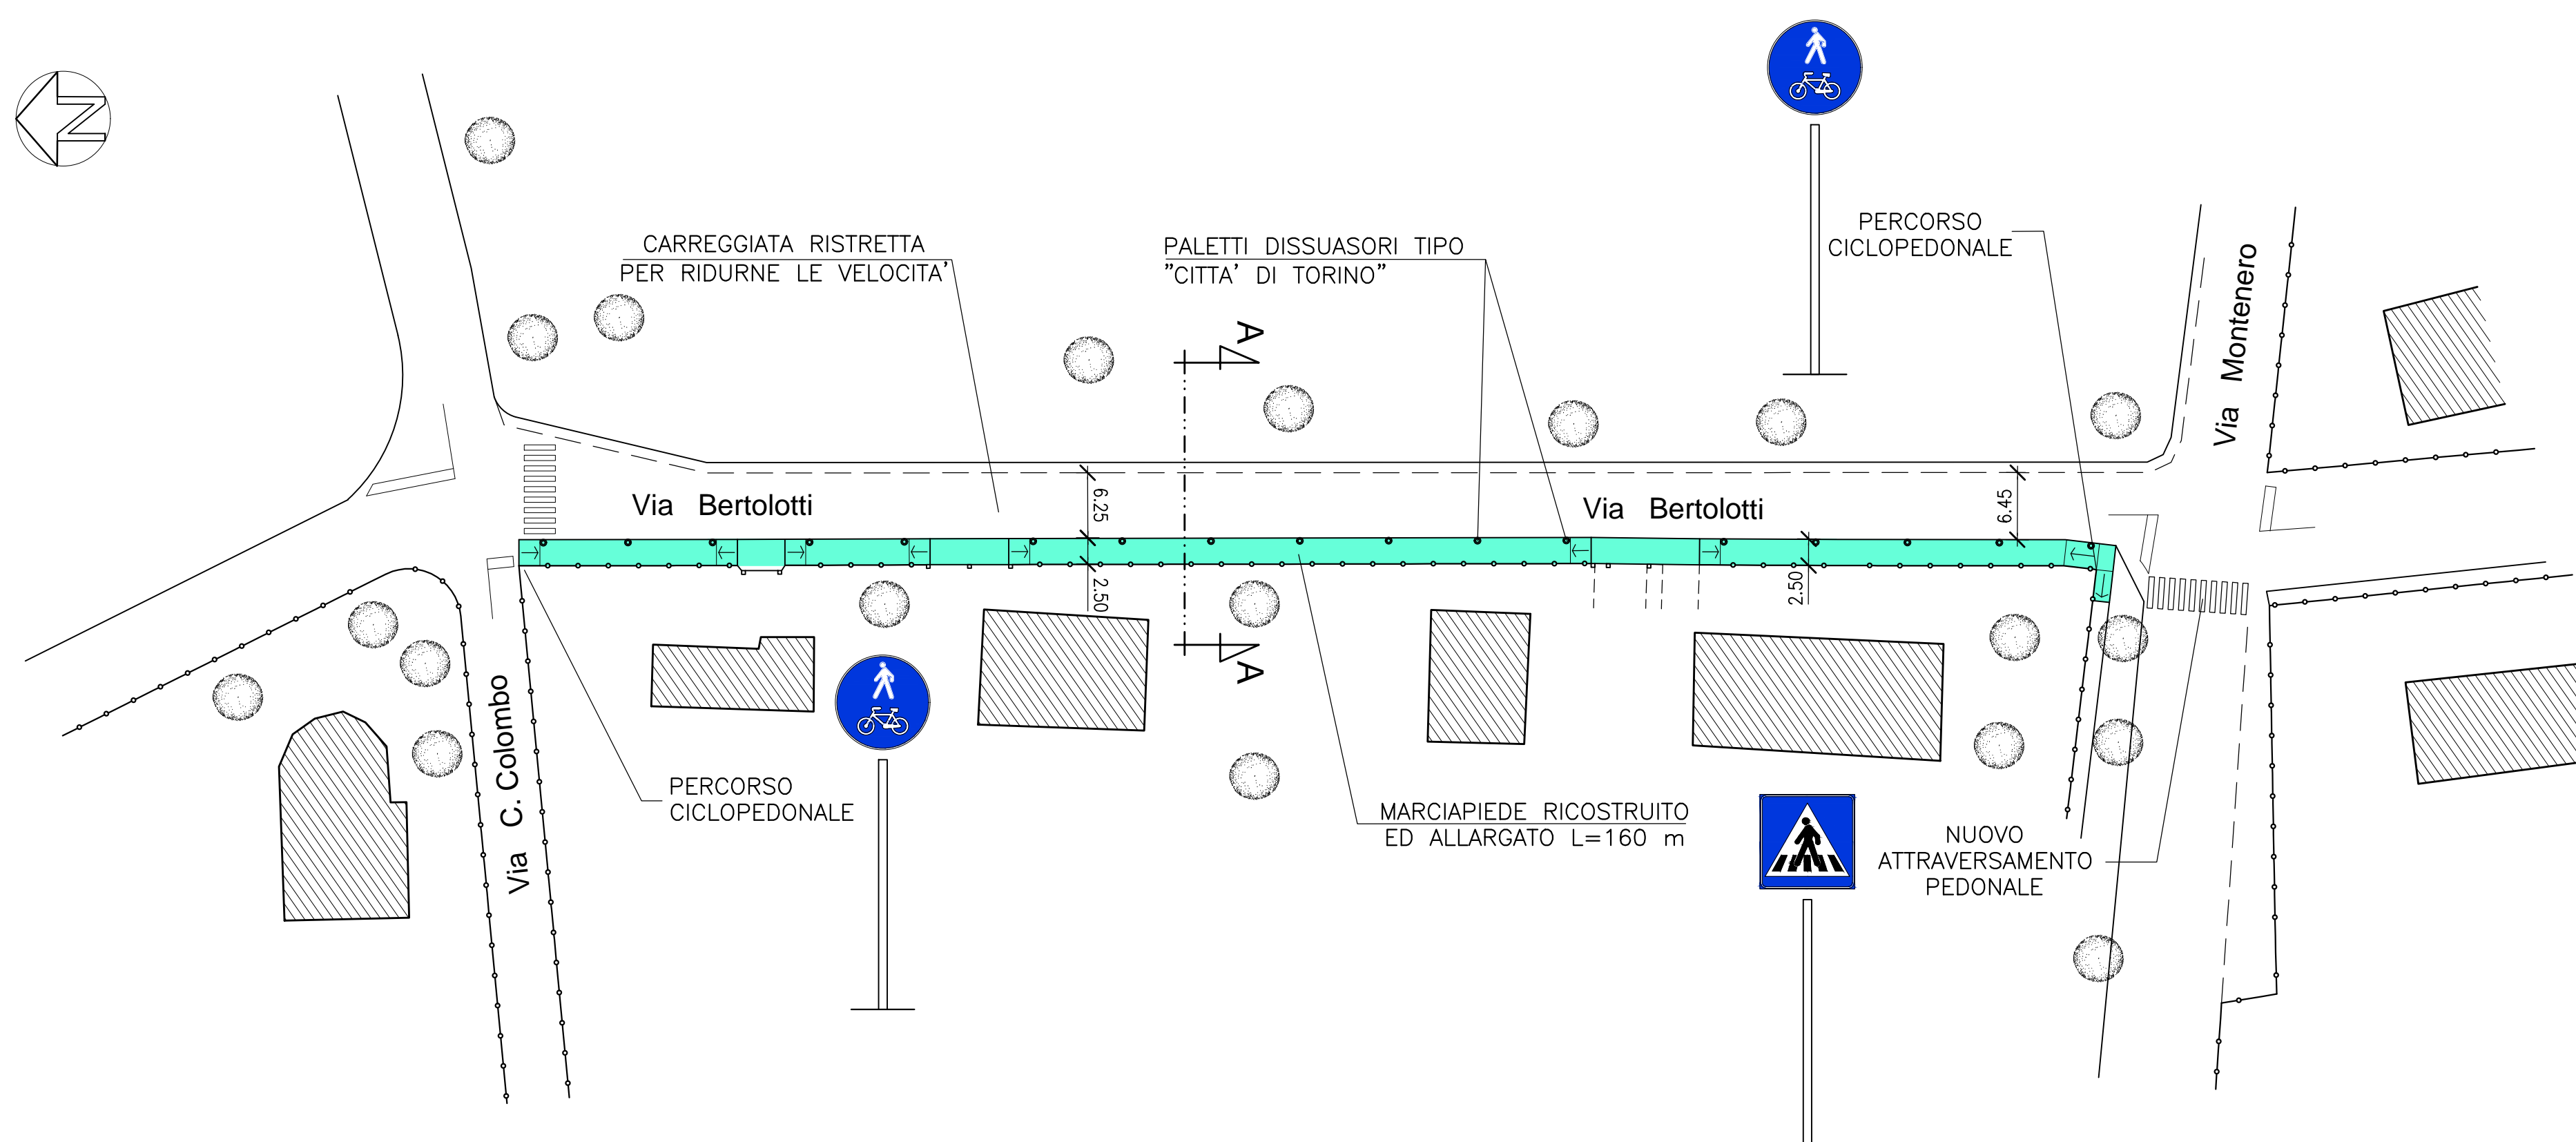 N
PERCORSO
CICLOPEDONALE
CARREGGIATA RISTRETTA
PER RIDURNE LE VELOCITA'
PALETTI DISSUASORI TIPO
"CITTA' DI TORINO"
Via Montenero
A
Via Bertolotti
6.25
Via Bertolotti
6.45
2.50
2.50
A
Via C. Colombo
PERCORSO
CICLOPEDONALE
MARCIAPIEDE RICOSTRUITO
ED ALLARGATO L=160 m
NUOVO
ATTRAVERSAMENTO
PEDONALE